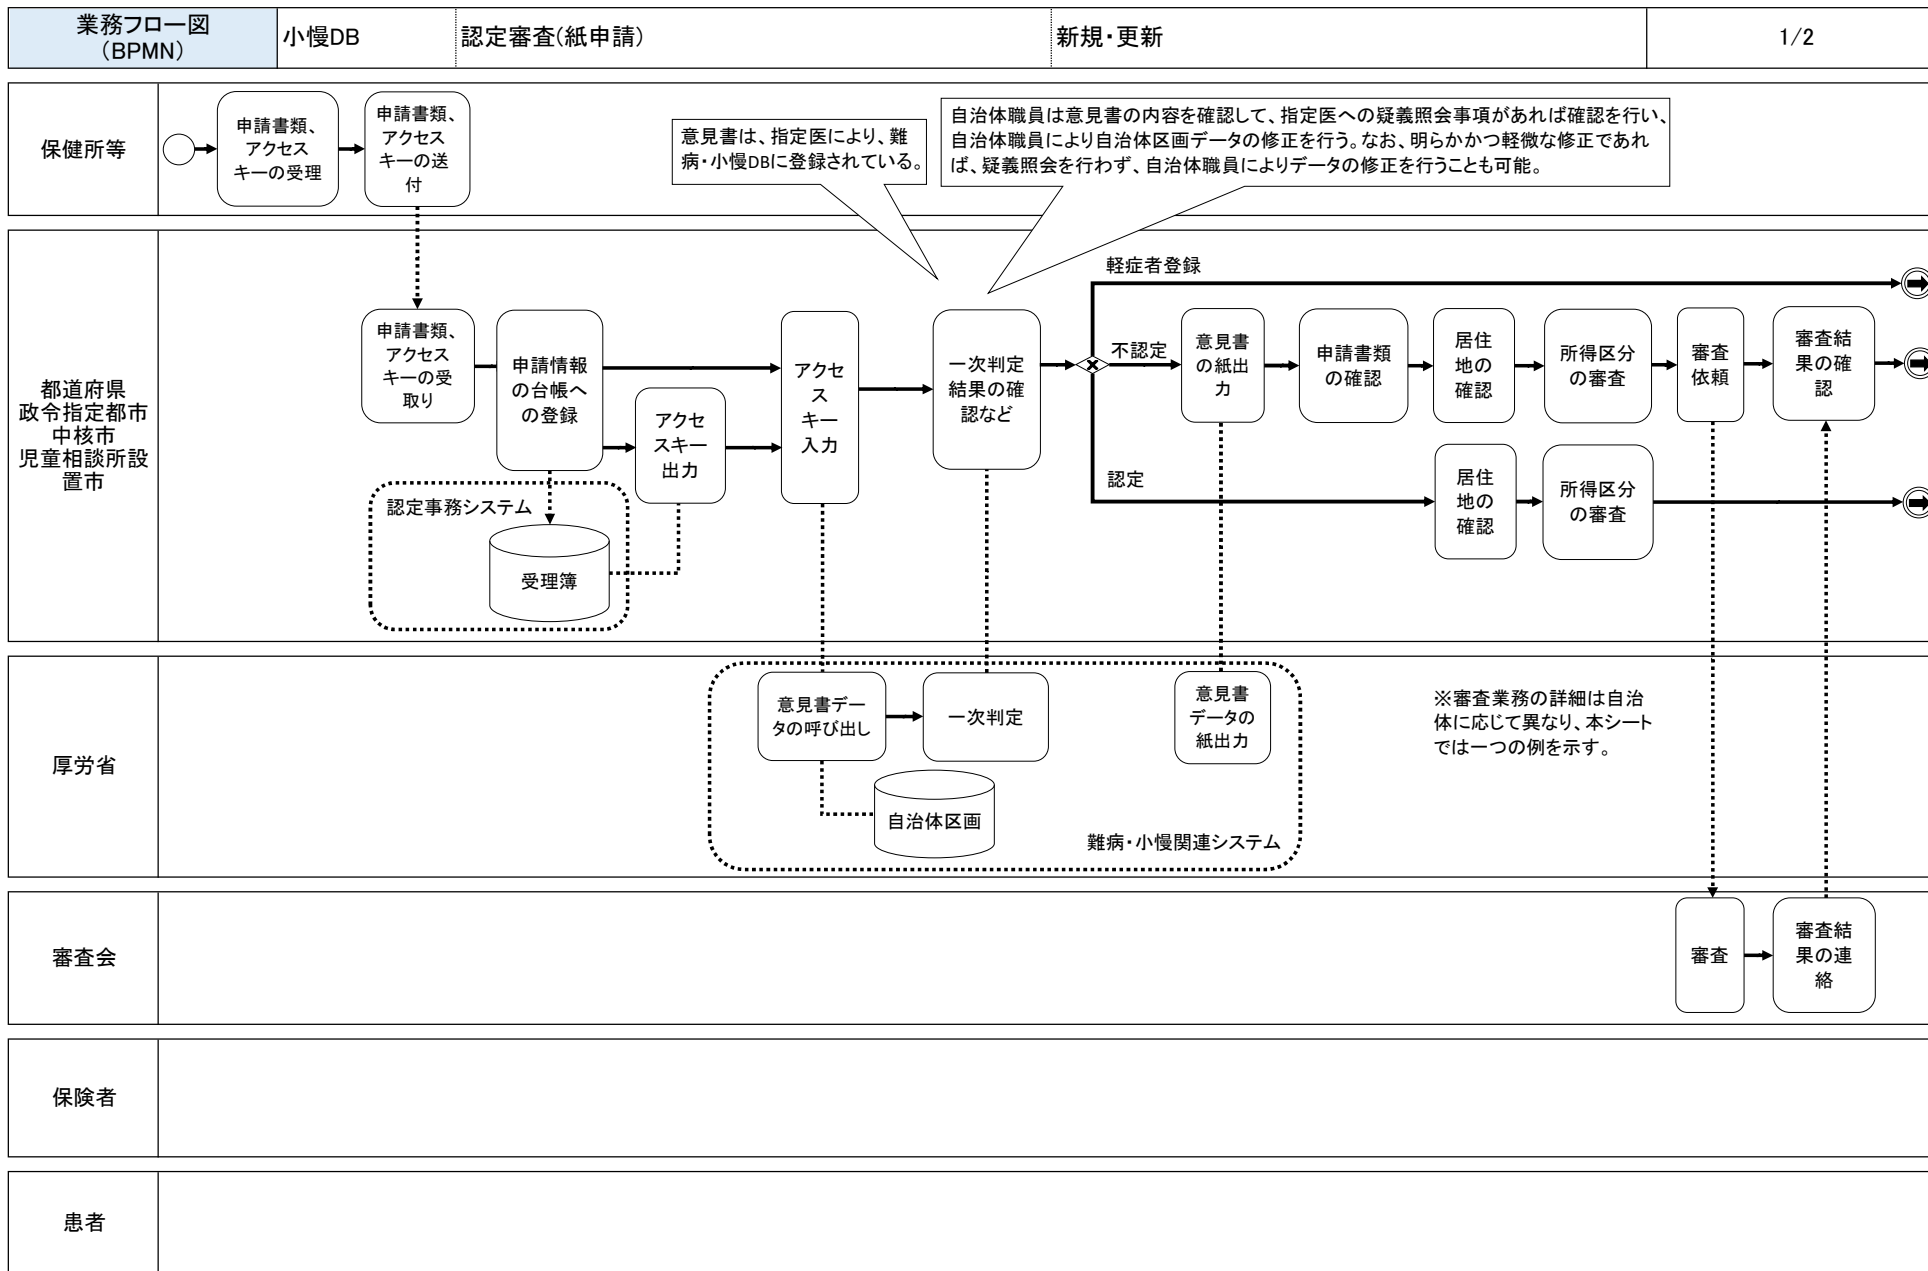 業務フロー図
（BPMN）
小慢DB
認定審査(紙申請)
新規・更新
1/2
保健所等
申請書類、
アクセス
キーの受理
申請書類、
アクセス
キーの送
付
意見書は、指定医により、難
病・小慢DBに登録されている。
自治体職員は意見書の内容を確認して、指定医への疑義照会事項があれば確認を行い、
自治体職員により自治体区画データの修正を行う。なお、明らかかつ軽微な修正であれ
ば、疑義照会を行わず、自治体職員によりデータの修正を行うことも可能。
都道府県
政令指定都市
中核市
児童相談所設
置市
申請書類、
アクセス
キーの受
取り
申請情報
の台帳へ
の登録
アクセ
スキー
出力
アクセ
ス
キー
入力
一次判定
結果の確
認など
軽症者登録
不認定
意見書
の紙出
力
申請書類
の確認
居住
地の
確認
所得区分
の審査
審査
依頼
審査結
果の確
認
認定
居住
地の
確認
所得区分
の審査
認定事務システム
受理簿
厚労省
意見書デー
タの呼び出し
一次判定
意見書
データの
紙出力
自治体区画
難病・小慢関連システム
※審査業務の詳細は自治
体に応じて異なり、本シート
では一つの例を示す。
審査会
審査
審査結
果の連
絡
保険者
患者